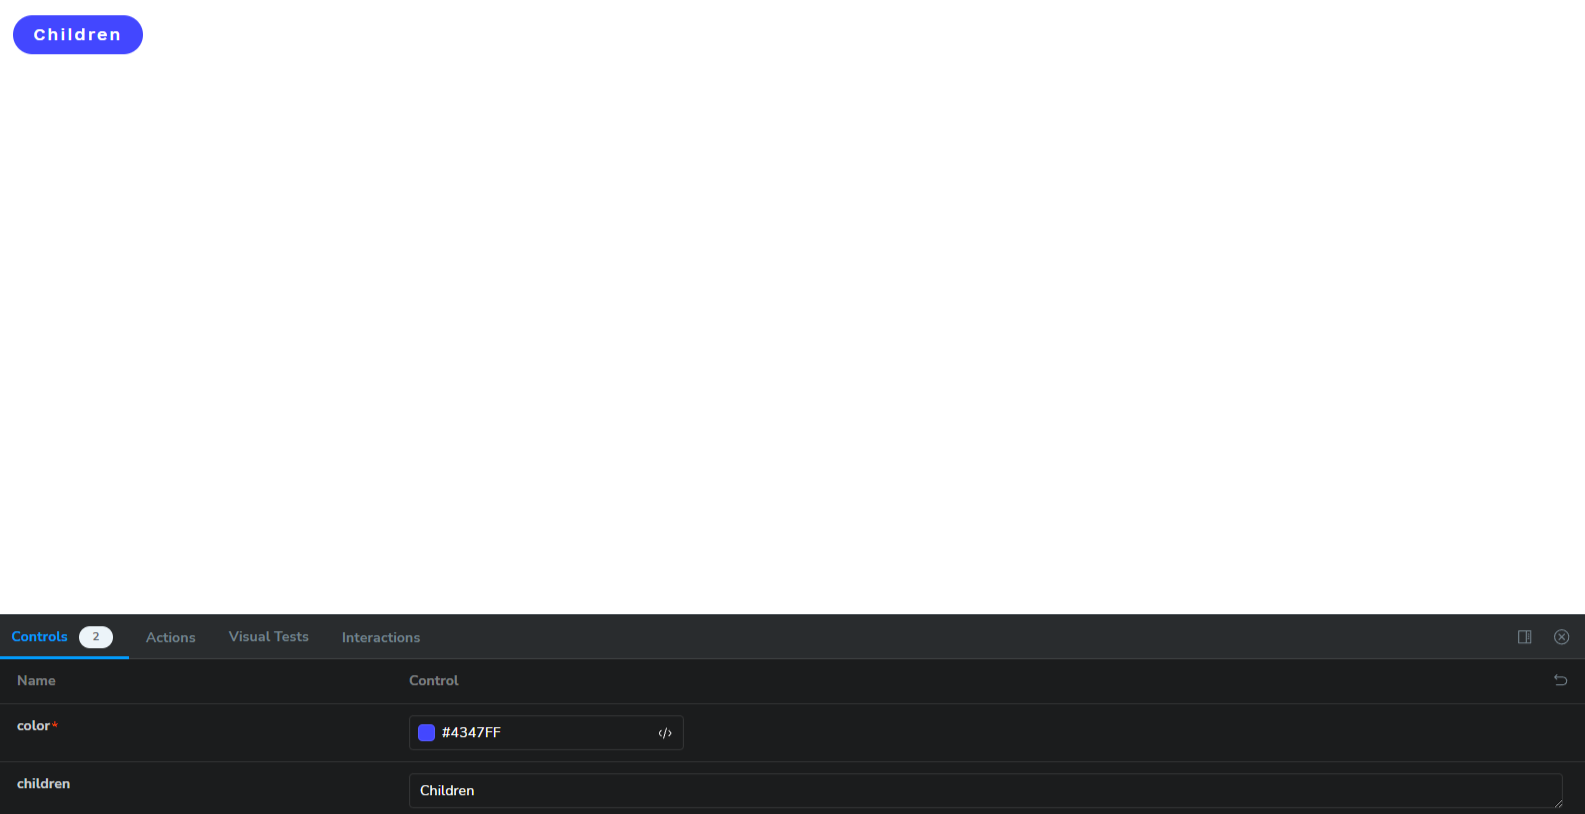 Children
Controls 2 Actions Visual Tests Interactions
Name Control
color* #4347FF
children Children